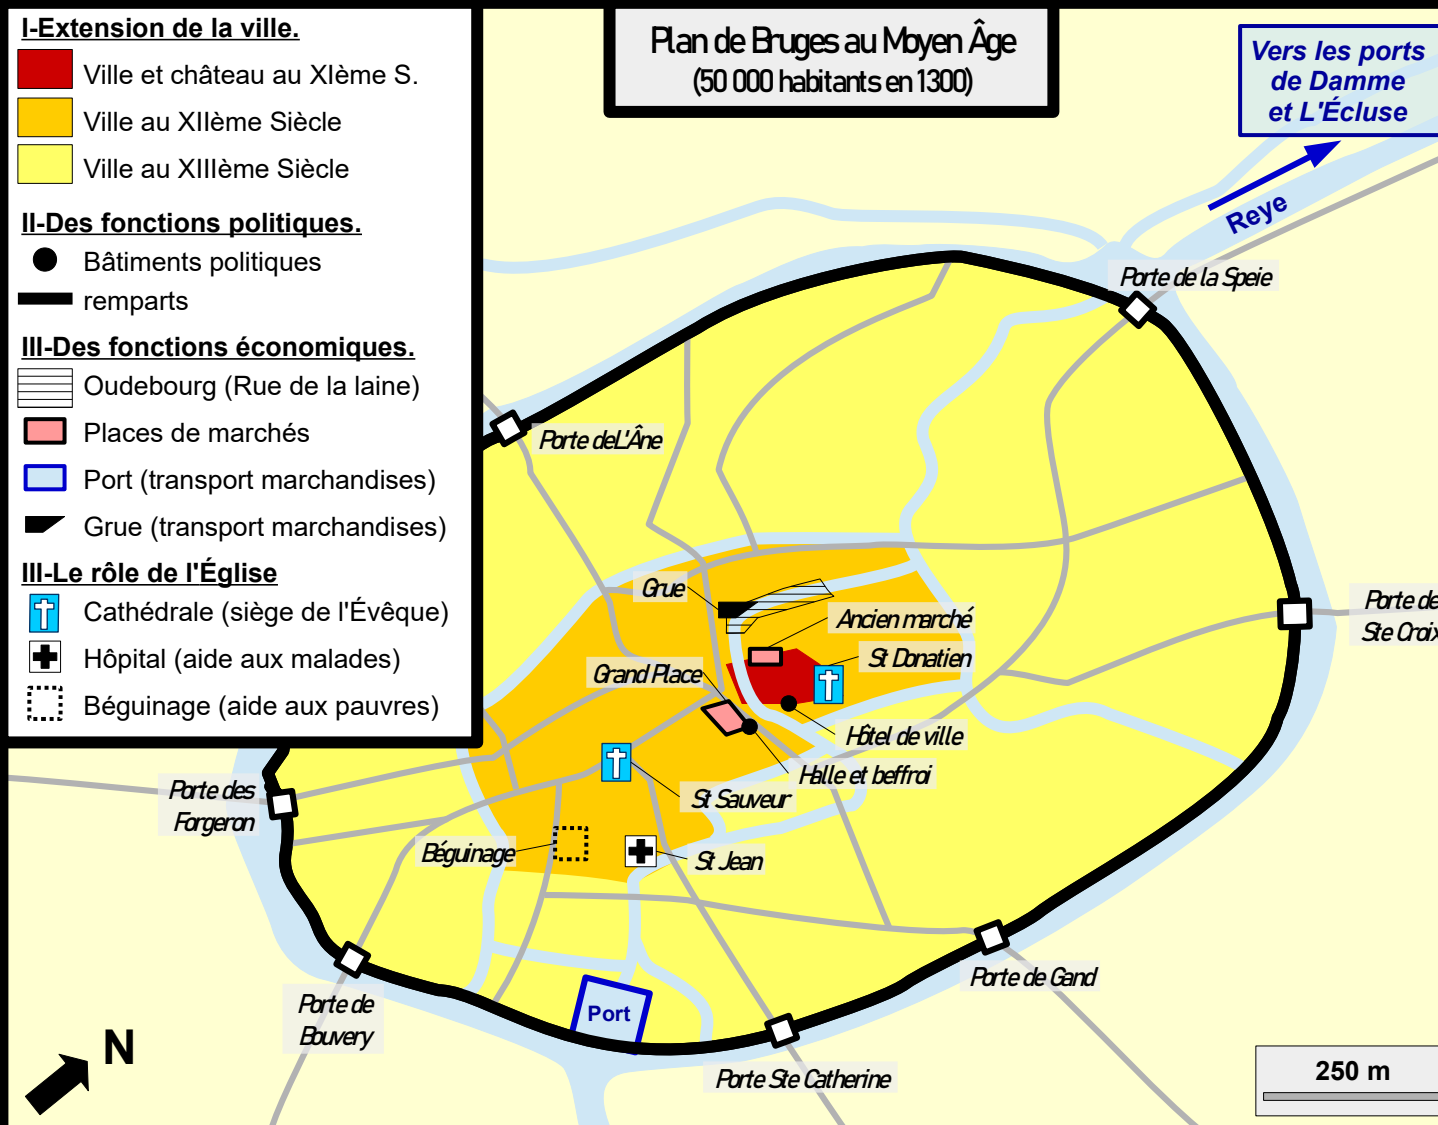 I-Extension de la ville.
Ville et château au XIème S.
Ville au XIIème Siècle
Ville au XIIIème Siècle
II-Des fonctions politiques.
Bâtiments politiques
remparts
III-Des fonctions économiques.
Oudebourg (Rue de la laine)
Places de marchés
Port (transport marchandises)
Grue (transport marchandises)
III-Le rôle de l'Église
Cathédrale (siège de l'Évêque)
Hôpital (aide aux malades)
Béguinage (aide aux pauvres)
Plan de Bruges au Moyen Âge
(50 000 habitants en 1300)
Vers les ports
de Damme
et L'Écluse
Reye
Porte de la Speie
Porte deL'Âne
Grue
Ancien marché
St Donatien
Grand Place
Hôtel de ville
Halle et beffroi
St Sauveur
Béguinage
St Jean
Porte de
Ste Croix
Porte des
Forgeron
Porte de
Bouvery
Port
Porte de Gand
Porte Ste Catherine
N
250 m